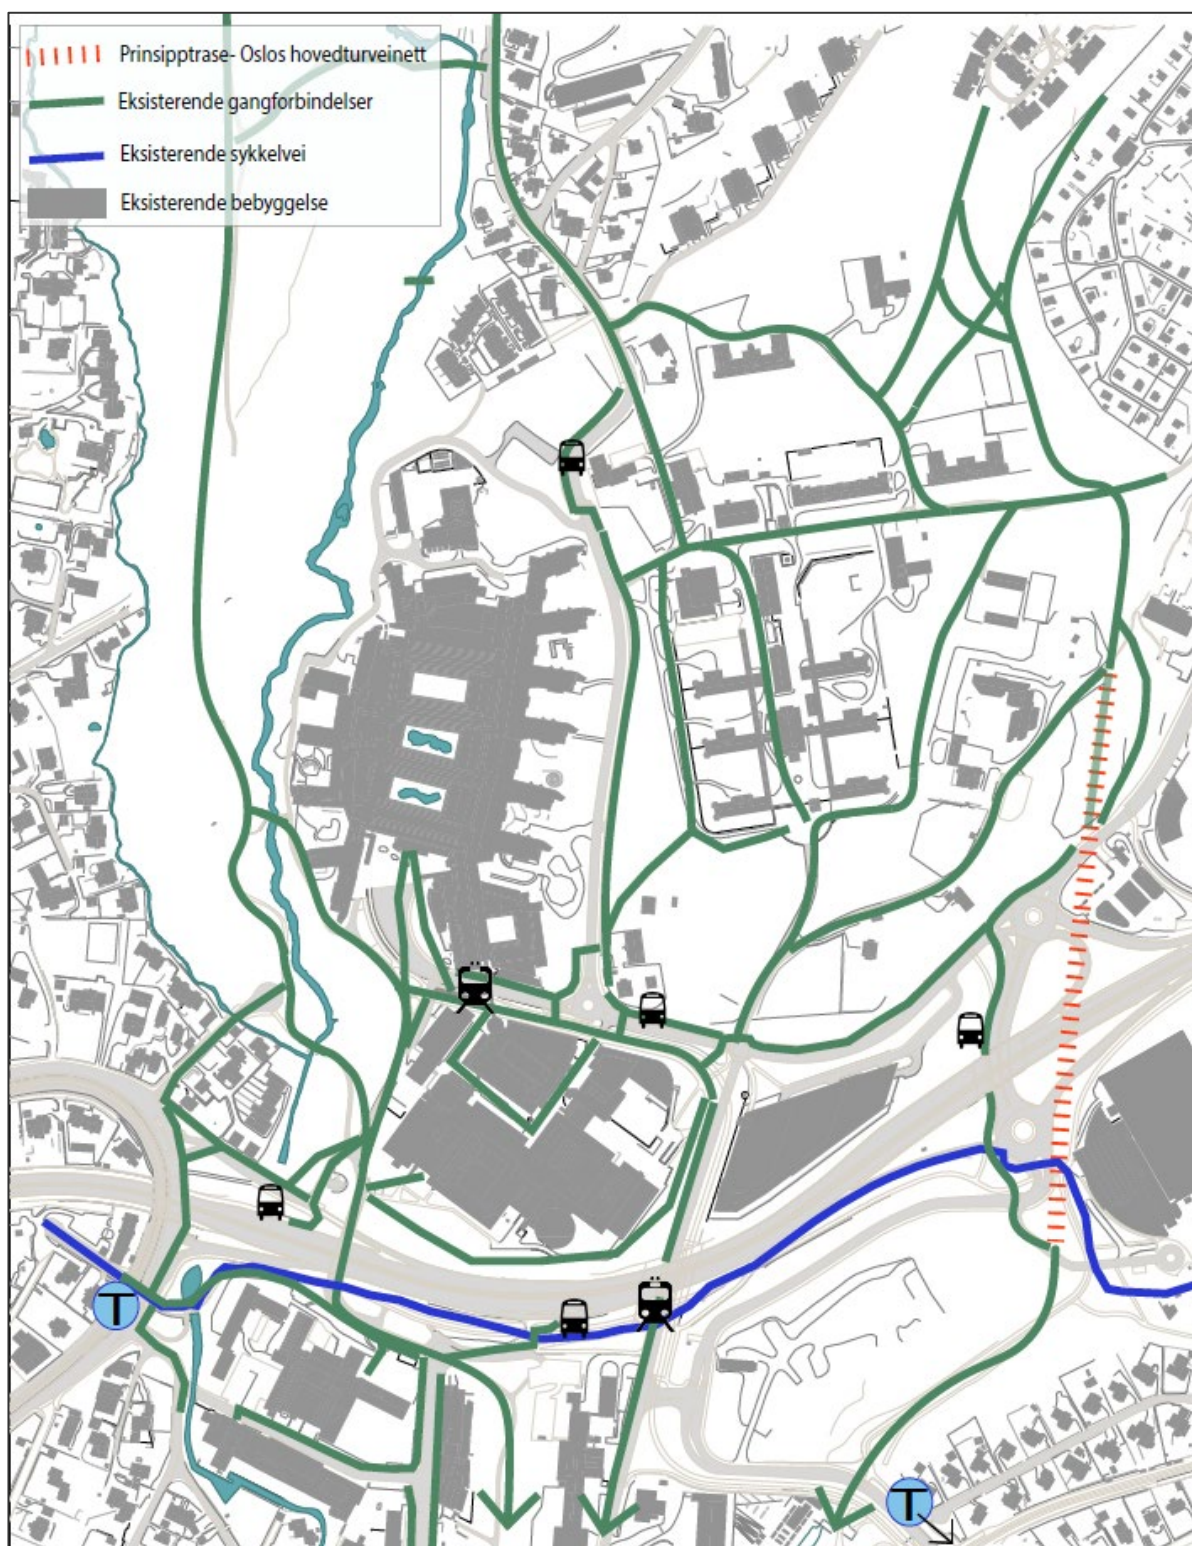 Prinsipptrase- Oslos hovedturveinett
Eksisterende gangforbindelser
Eksisterende sykkelvei
Eksisterende bebyggelse
T
T